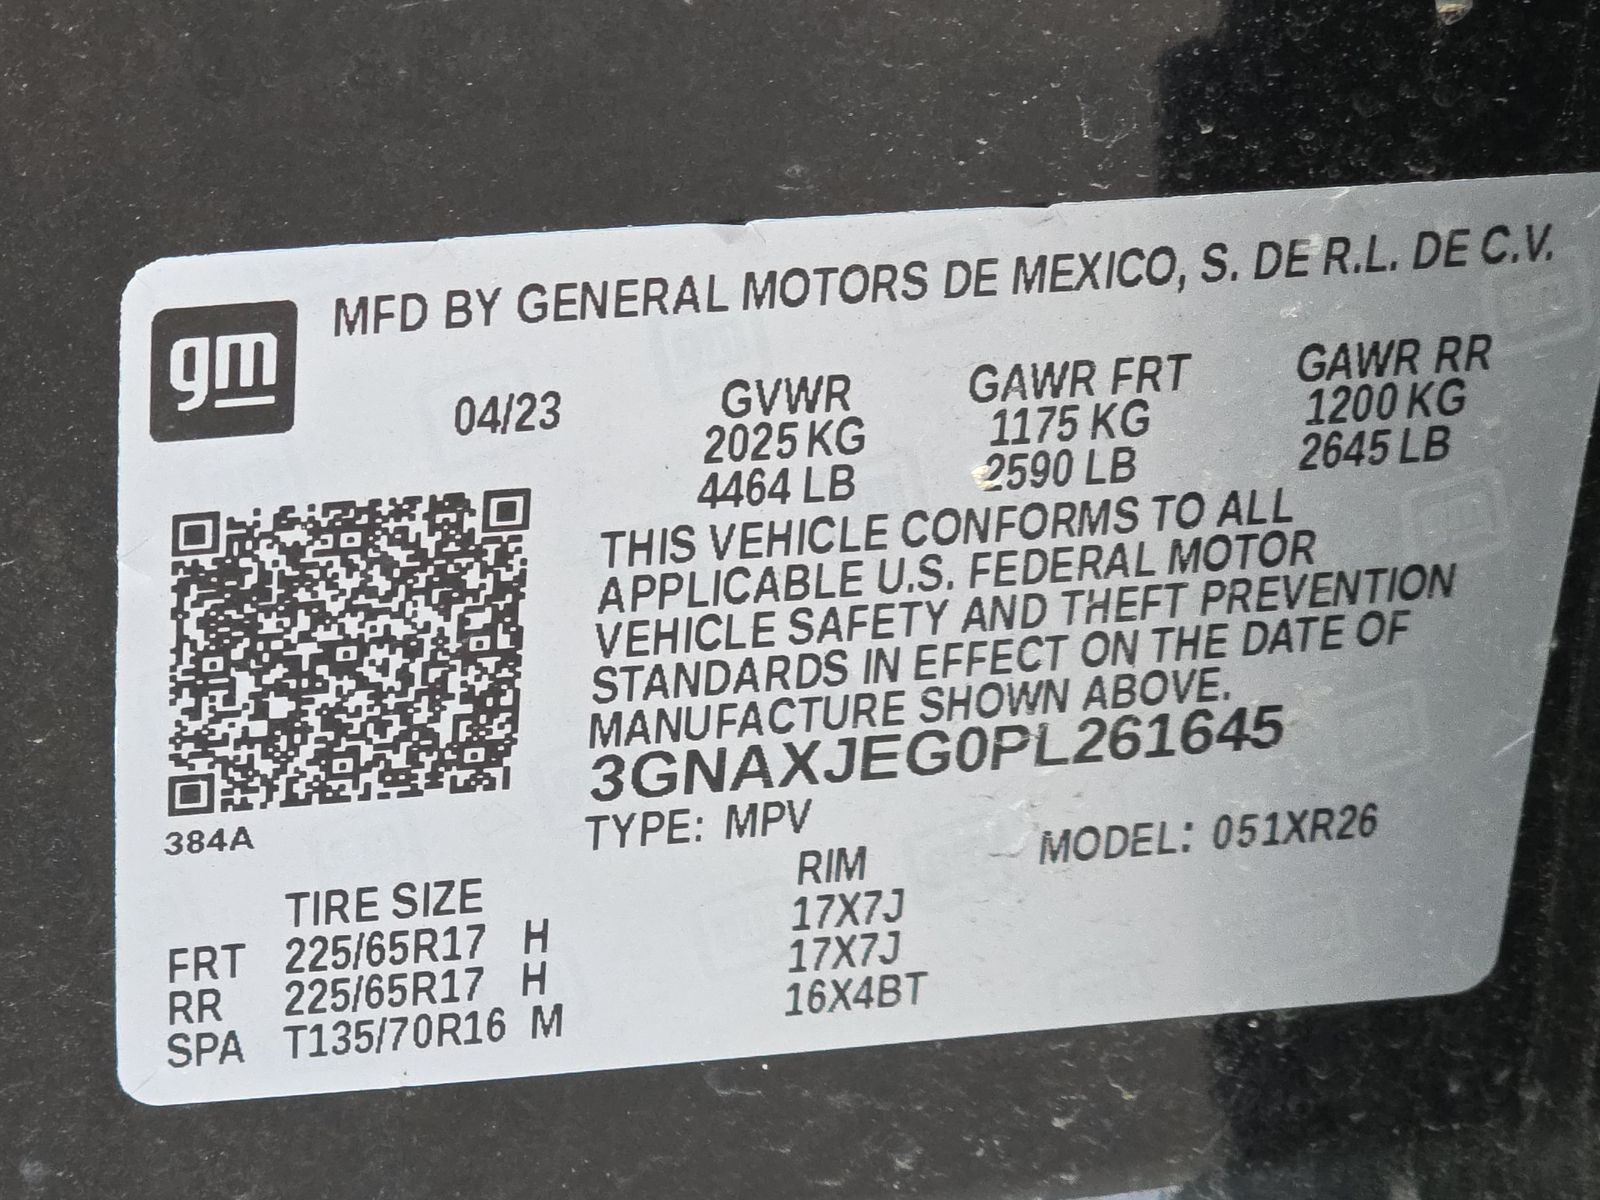 gm
MFD BY GENERAL MOTORS DE MEXICO, S. DE R.L. DE C.V.
04/23 GVWR GAWR FRT GAWR RR
2025 KG 1175 KG 1200 KG
4464 LB 2590 LB 2645 LB
THIS VEHICLE CONFORMS TO ALL
APPLICABLE U.S. FEDERAL MOTOR
VEHICLE SAFETY AND THEFT PREVENTION
STANDARDS IN EFFECT ON THE DATE OF
MANUFACTURE SHOWN ABOVE.
3GNAXJEG0PL261645
384A
TYPE: MPV MODEL: 051XR26
TIRE SIZE RIM
FRT 225/65R17 H 17X7J
RR 225/65R17 H 17X7J
SPA T135/70R16 M 16X4BT